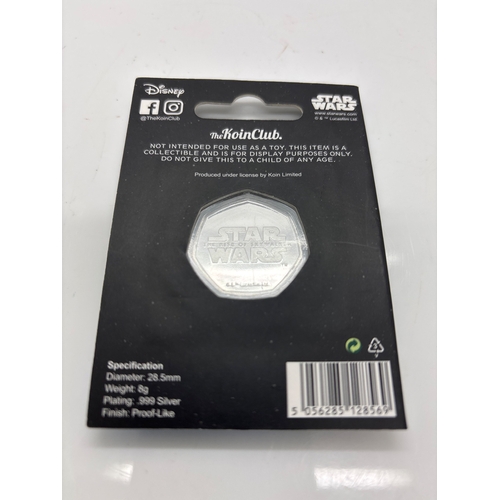 Disney
@TheKoinClub
STAR
WARS
www.starwars.com
© & ™ Lucasfilm Ltd
The KoinClub.
NOT INTENDED FOR USE AS A TOY. THIS ITEM IS A
COLLECTIBLE AND IS FOR DISPLAY PURPOSES ONLY.
DO NOT GIVE THIS TO A CHILD OF ANY AGE.
Produced under license by Koin Limited
STAR
WARS
Specification
Diameter: 28.5mm
Weight: 8g
Plating: .999 Silver
Finish: Proof-Like
5 056285 128569